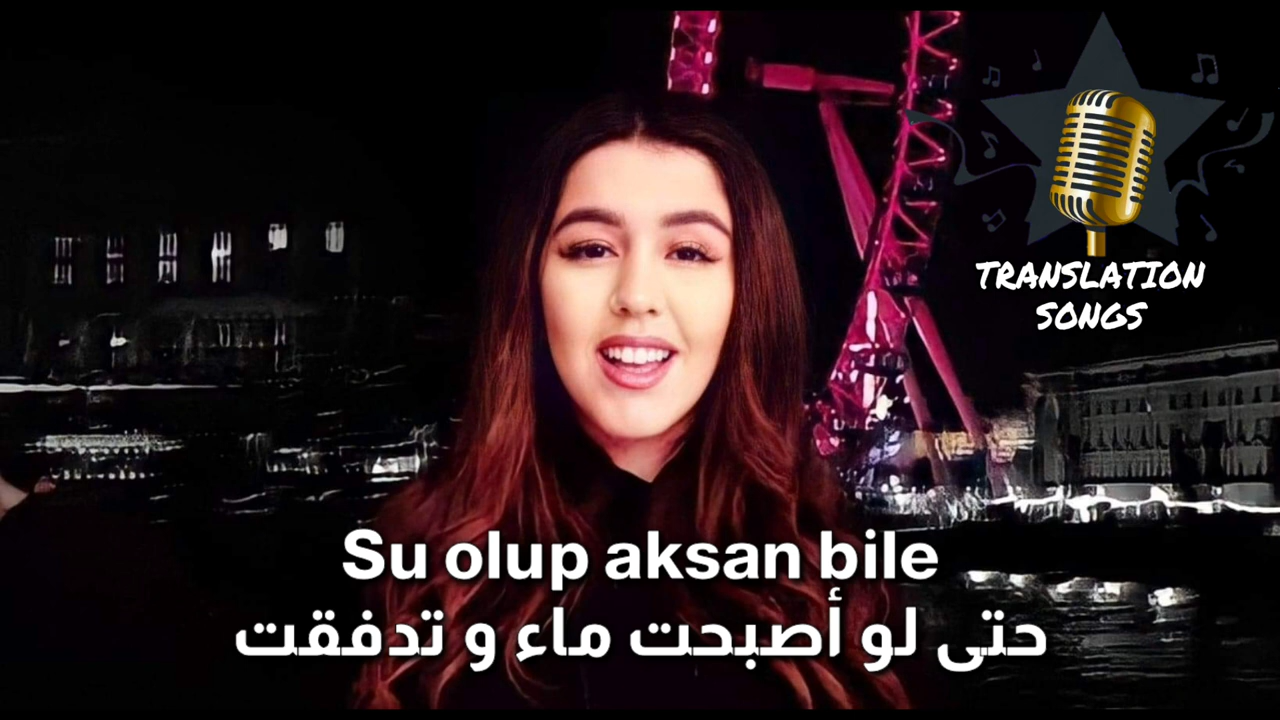 TRANSLATION
SONGS
Su olup aksan bile
حتى لو أصبحت ماء و تدفقت